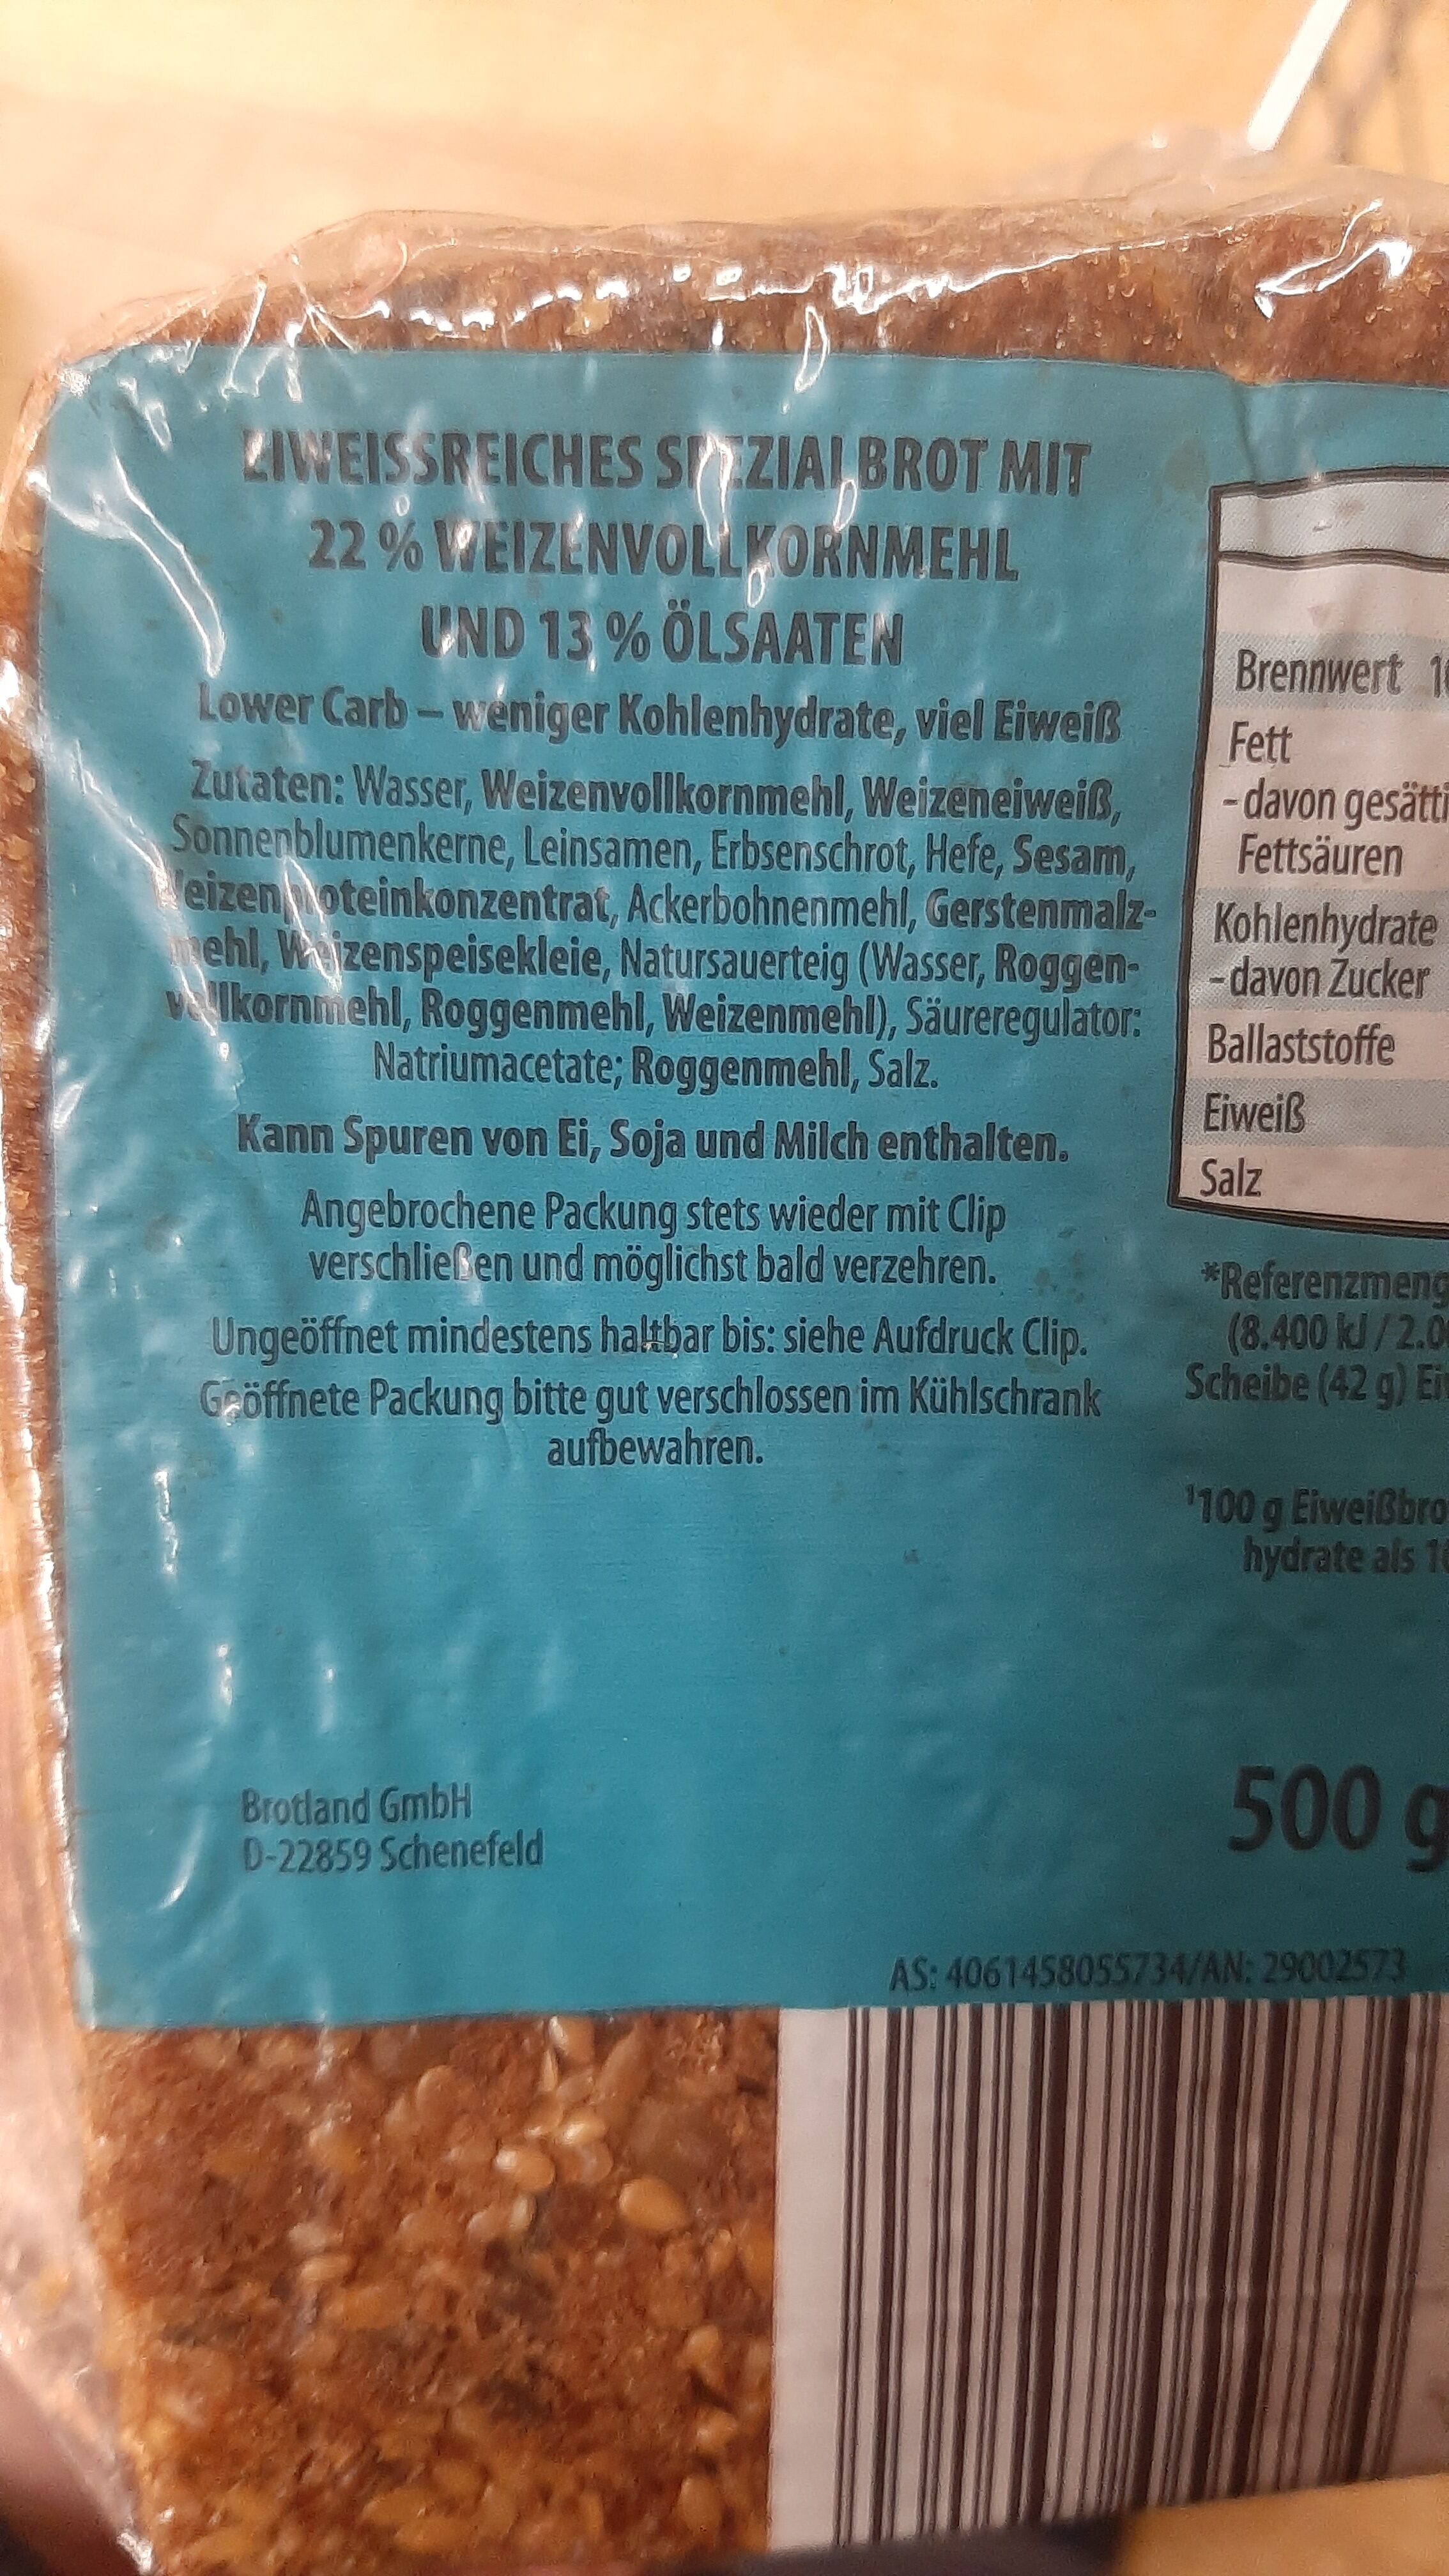 EIWEISSREICHES SPEZIALBROT MIT
22 % WEIZENVOLLKORNMEHL
UND 13 % ÖLSAATEN
Lower Carb – weniger Kohlenhydrate, viel Eiweiß
Zutaten: Wasser, Weizenvollkornmehl, Weizeneiweiß,
Sonnenblumenkerne, Leinsamen, Erbsenschrot, Hefe, Sesam,
Weizenproteinkonzentrat, Ackerbohnenmehl, Gerstenmalz-
mehl, Weizenspeisekleie, Natursauerteig (Wasser, Roggen-
vollkornmehl, Roggenmehl, Weizenmehl), Säureregulator:
Natriumacetate; Roggenmehl, Salz.
Kann Spuren von Ei, Soja und Milch enthalten.
Angebrochene Packung stets wieder mit Clip
verschließen und möglichst bald verzehren.
Ungeöffnet mindestens haltbar bis: siehe Aufdruck Clip.
Geöffnete Packung bitte gut verschlossen im Kühlschrank
aufbewahren.
Brotland GmbH
D-22859 Schenefeld
Brennwert
Fett
- davon gesätti
Fettsäuren
Kohlenhydrate
- davon Zucker
Ballaststoffe
Eiweiß
Salz
*Referenzmeng
(8.400 kJ / 2.0
Scheibe (42 g) Ei
¹100 g Eiweißbro
hydrate als
500 g
AS: 4061458055734/AN: 29002573